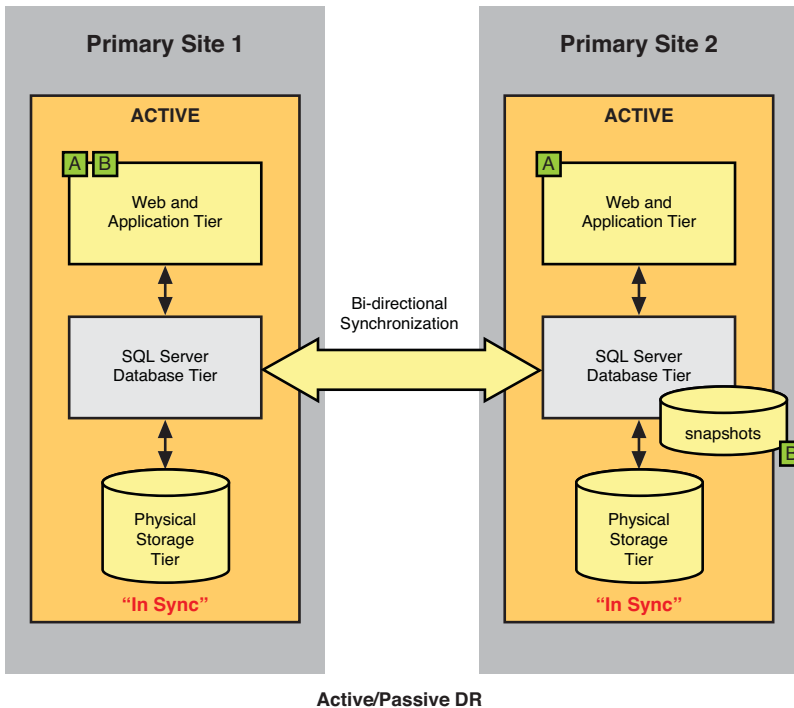 Primary Site 1
ACTIVE
A B
Web and
Application Tier
SQL Server
Database Tier
Physical
Storage
Tier
“In Sync”
Bi-directional
Synchronization
Primary Site 2
ACTIVE
A
Web and
Application Tier
SQL Server
Database Tier
snapshots
B
Physical
Storage
Tier
“In Sync”
Active/Passive DR